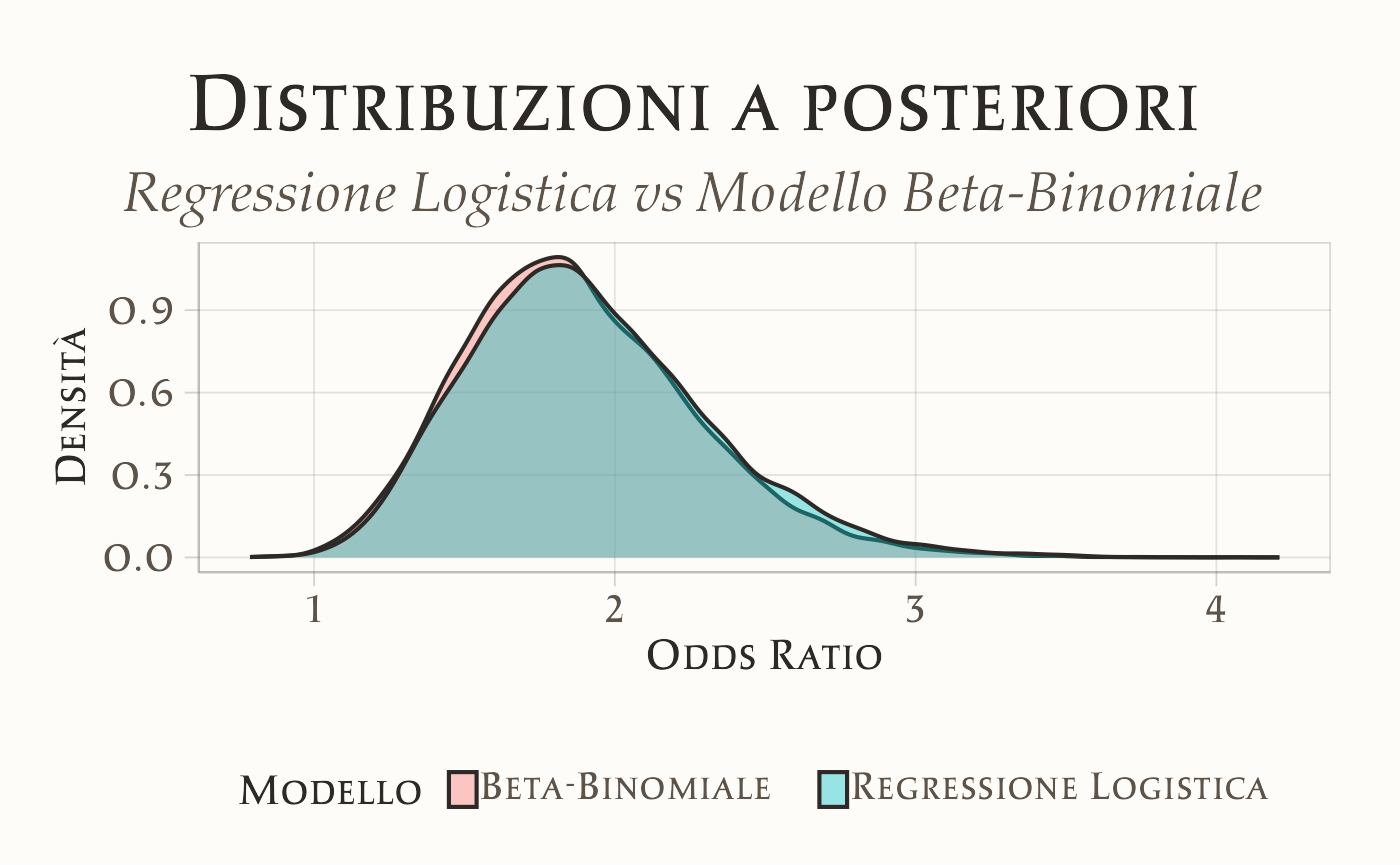 Distribuzioni a posteriori
Regressione Logistica vs Modello Beta-Binomiale
Densità
0.9
0.6
0.3
0.0
1 2 3 4
Odds Ratio
Modello Beta-Binomiale Regressione Logistica